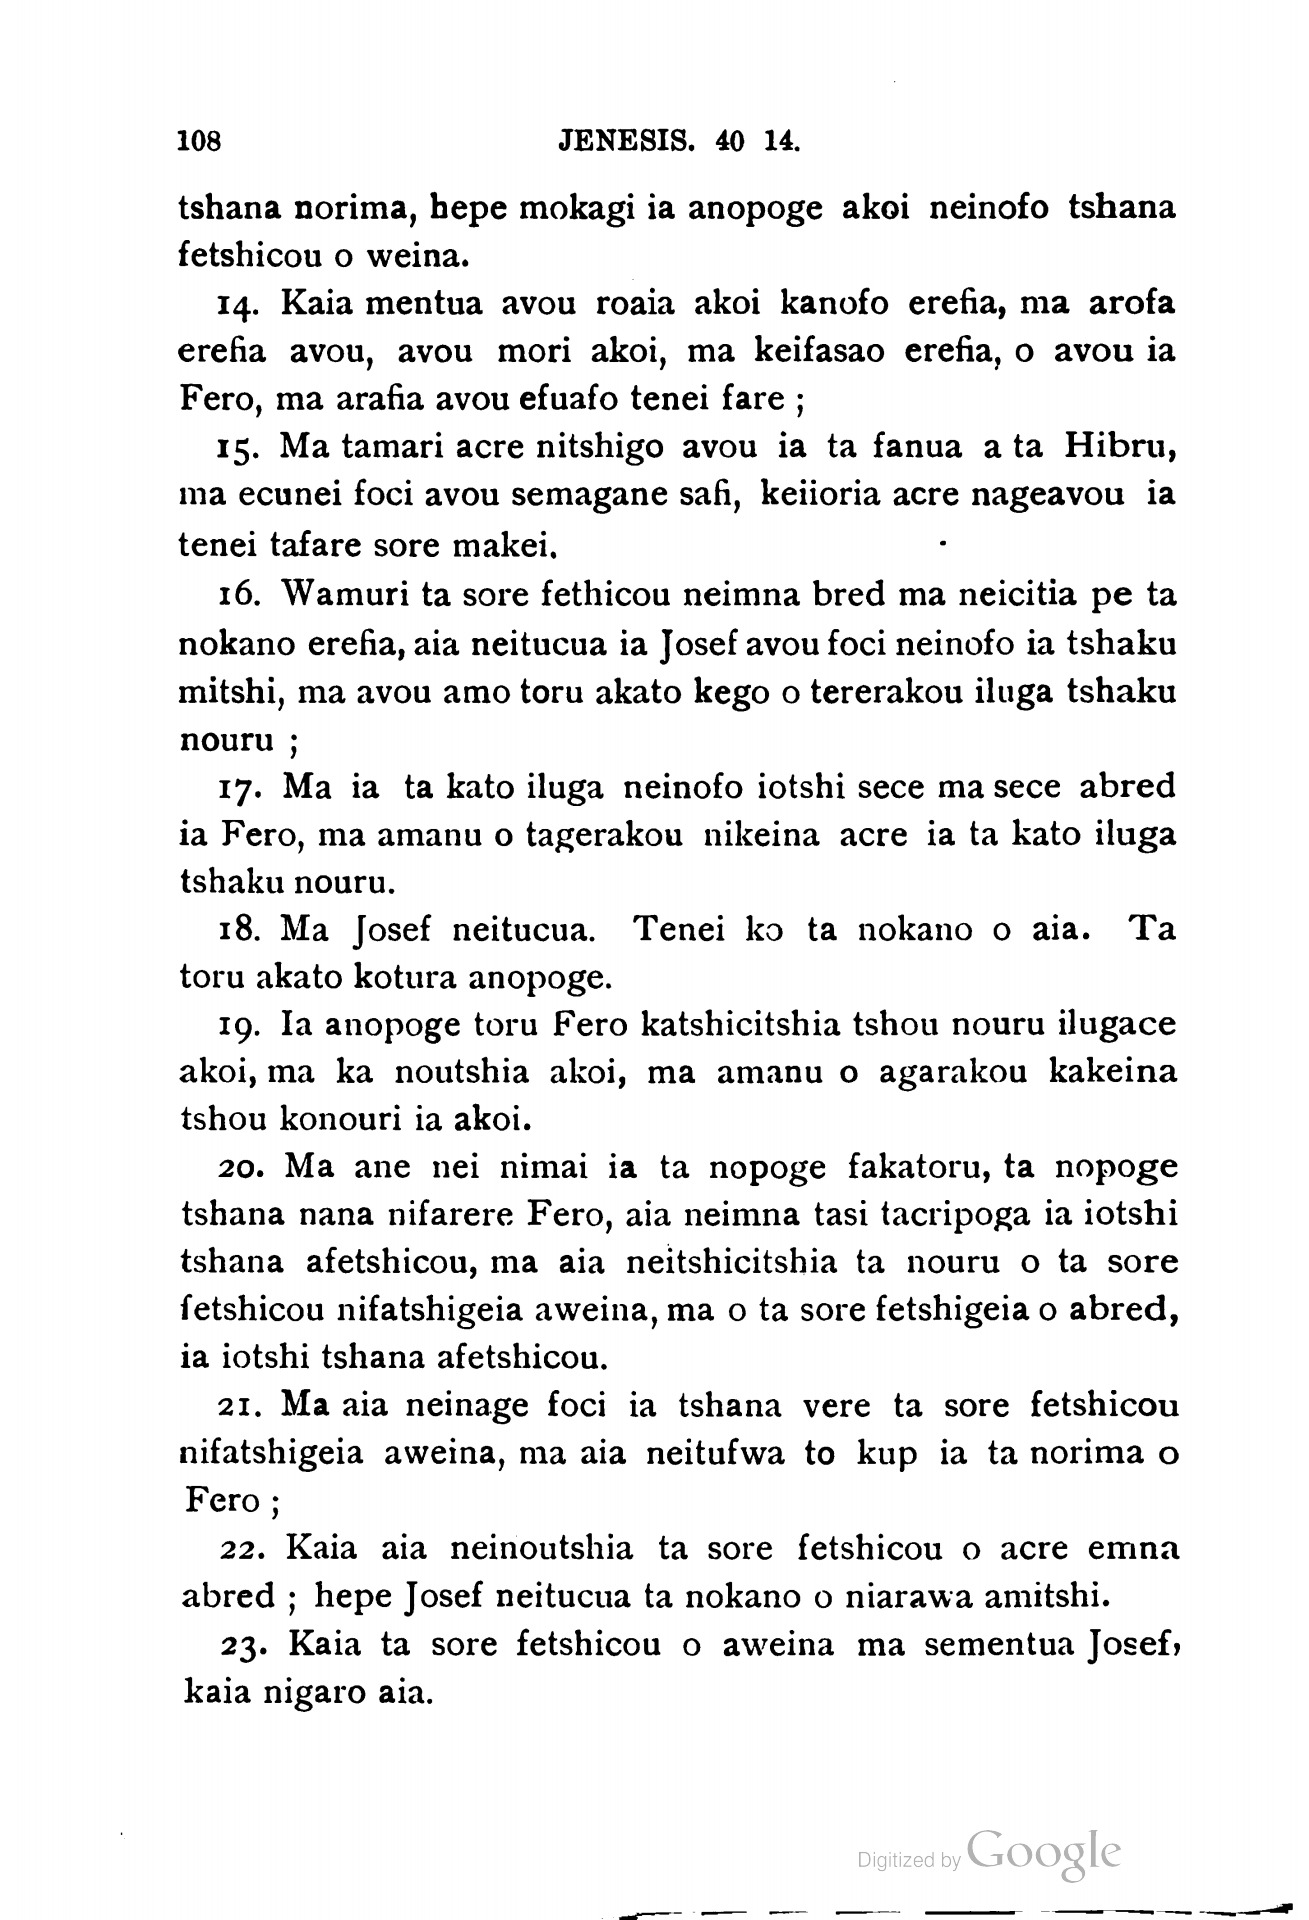 108 JENESIS. 40 14.
tshana norima, hepe mokagi ia anopoge akoi neinofo tshana
fetshicou o weina.
14. Kaia mentua avou roaia akoi kanofo erefia, ma arofa
erefia avou, avou mori akoi, ma keifasao erefia, o avou ia
Fero, ma arafia avou efuafo tenei fare ;
15. Ma tamari acre nitshigo avou ia ta fanua a ta Hibru,
ma ecunei foci avou semagane safi, keiioria acre nageavou ia
tenei tafare sore makei.
16. Wamuri ta sore fethicou neimna bred ma neicitia pe ta
nokano erefia, aia neitucua ia Josef avou foci neinofo ia tshaku
mitshi, ma avou amo toru akato kego o tererakou iluga tshaku
nouru ;
17. Ma ia ta kato iluga neinofo iotshi sece ma sece abred
ia Fero, ma amanu o tagerakou nikeina acre ia ta kato iluga
tshaku nouru.
18. Ma Josef neitucua. Tenei ko ta nokano o aia. Ta
toru akato kotura anopoge.
19. Ia anopoge toru Fero katshicitshia tshou nouru ilugace
akoi, ma ka noutshia akoi, ma amanu o agarakou kakeina
tshou konouri ia akoi.
20. Ma ane nei nimai ia ta nopoge fakatoru, ta nopoge
tshana nana nifarere Fero, aia neimna tasi tacripoga ia iotshi
tshana afetshicou, ma aia neitshicitshia ta nouru o ta sore
fetshicou nifatshigeia aweina, ma o ta sore fetshigeia o abred,
ia iotshi tshana afetshicou.
21. Ma aia neinage foci ia tshana vere ta sore fetshicou
nifatshigeia aweina, ma aia neitufwa to kup ia ta norima o
Fero ;
22. Kaia aia neinoutshia ta sore fetshicou o acre emna
abred ; hepe Josef neitucua ta nokano o niarawa amitshi.
23. Kaia ta sore fetshicou o aweina ma sementua Josef,
kaia nigaro aia.
Digitized by Google